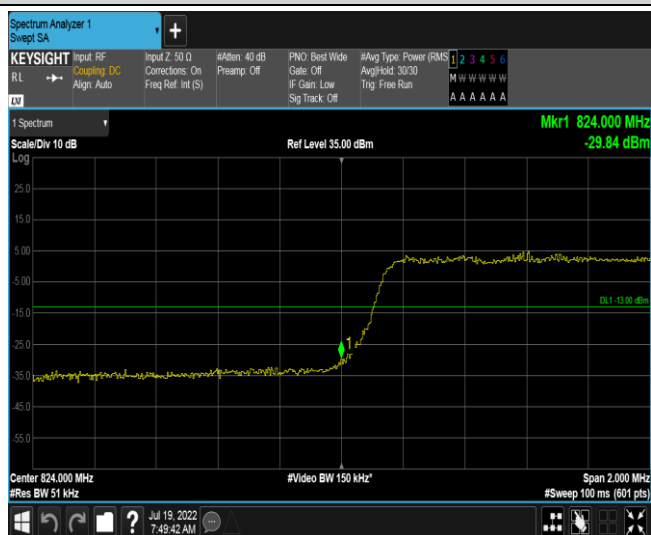 Spectrum Analyzer 1
Swept SA
+
KEYSIGHT
RL
Input: RF
Coupling: DC
Align: Auto
Input Z: 50 Ω
Corrections: On
Freq Ref: Int (S)
#Atten: 40 dB
Preamp: Off
PNO: Best Wide
Gate: Off
IF Gain: Low
Sig Track: Off
#Avg Type: Power (RMS
Avg|Hold: 30/30
Trig: Free Run
1 2 3 4 5 6
M W W W W W
A A A A A A
LXI
1 Spectrum
Mkr1 824.000 MHz
Scale/Div 10 dB
Ref Level 35.00 dBm
-29.84 dBm
Log
25.0
15.0
5.00
-5.00
DL1 -13.00 dBm
-15.0
1
-25.0
-35.0
-45.0
-55.0
Center 824.000 MHz
#Video BW 150 kHz*
Span 2.000 MHz
#Res BW 51 kHz
#Sweep 100 ms (601 pts)
?
Jul 19, 2022
7:49:42 AM